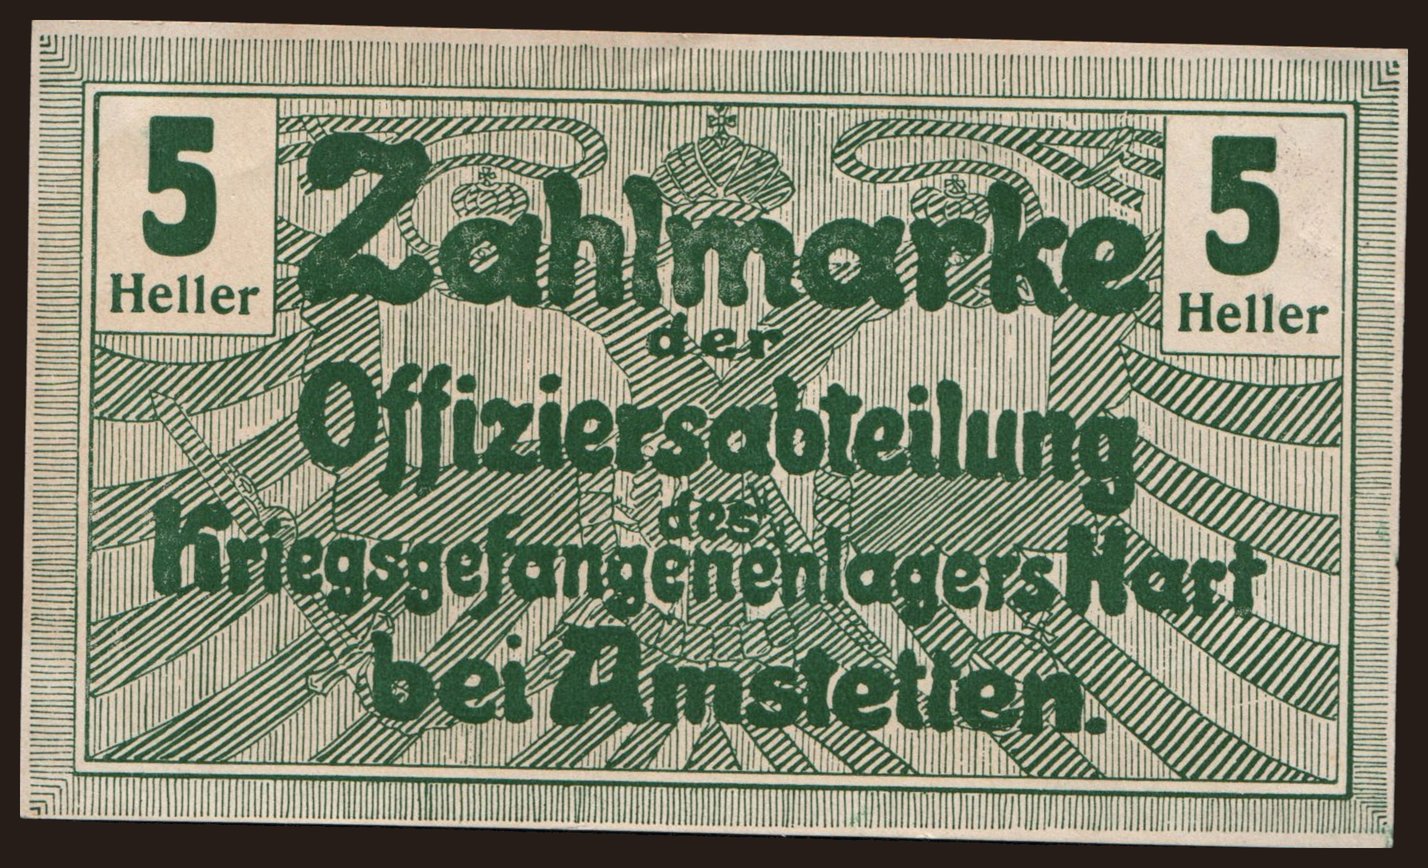 5
Heller
5
Heller
Zahlmarke
der
Offiziersabteilung
des
Kriegsgefangenenlagers Hart
bei Amstetten.